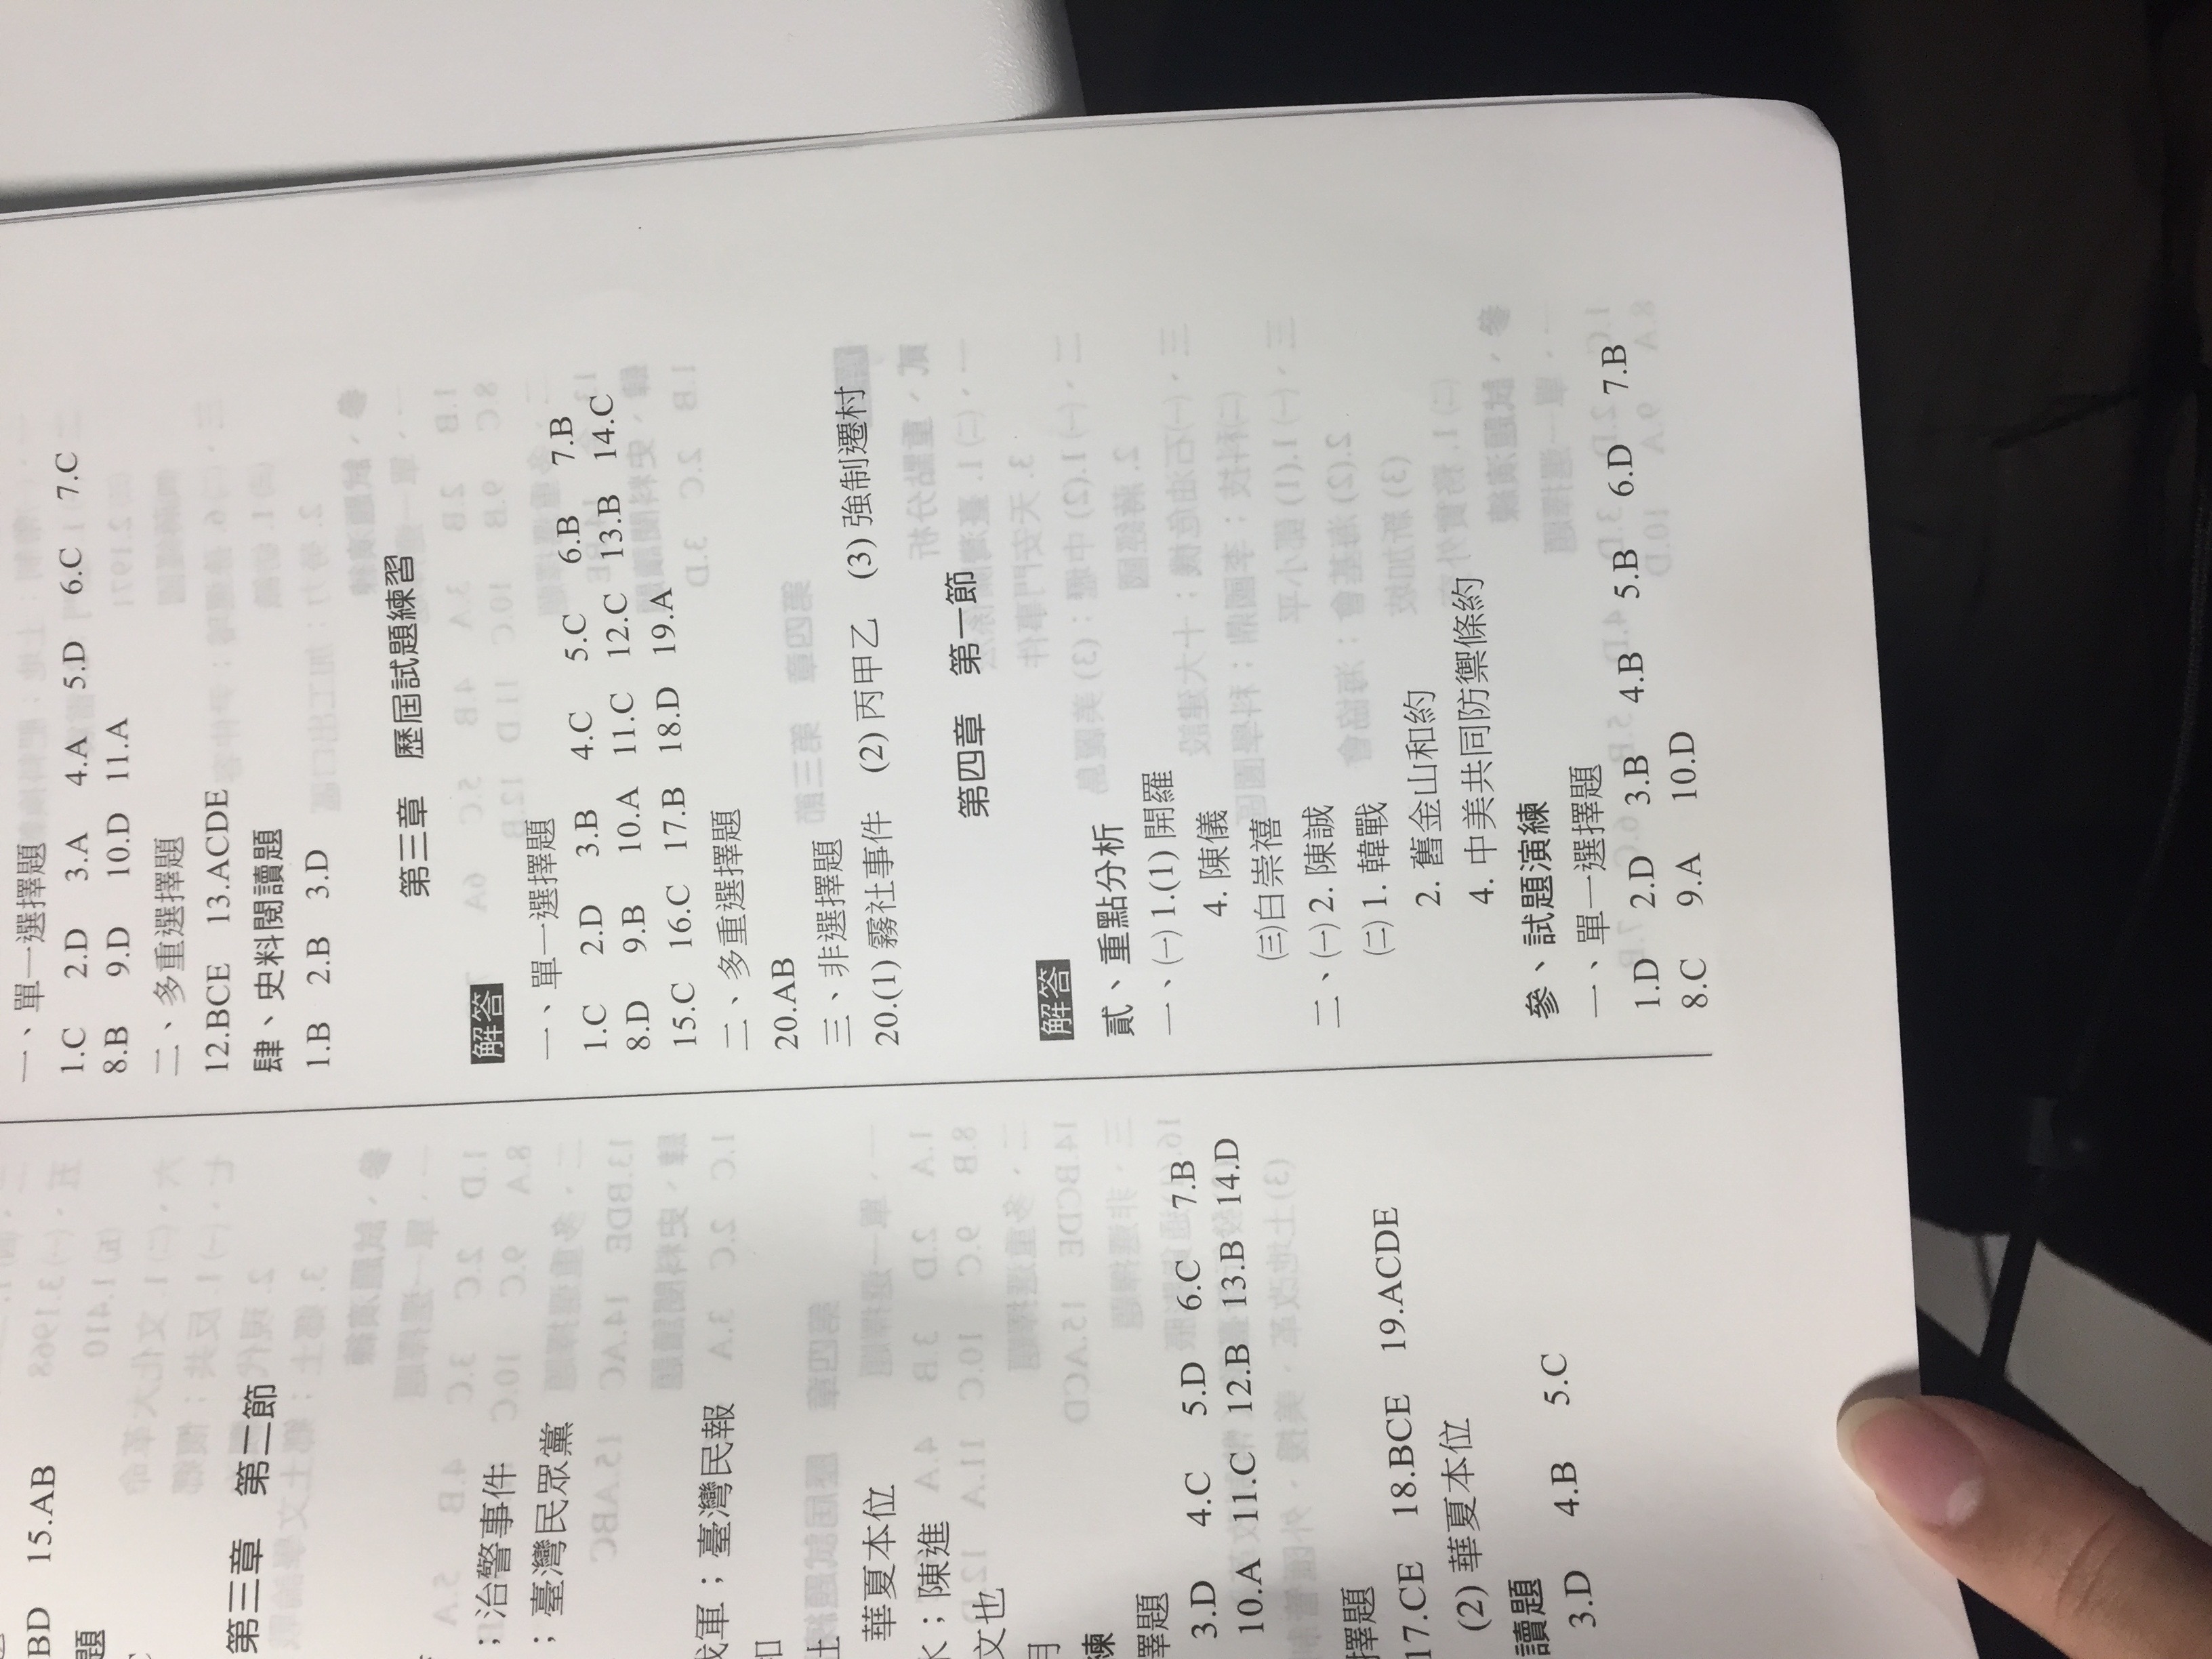 BD 15.AB
題
第三章 第二節
；治警事件
；臺灣民眾黨
軍；臺灣民報
華夏本位
；陳進
文也
月
練
擇題
3.D 4.C 5.D 6.C 7.B
10.A 11.C 12.B 13.B 14.D
擇題
17.CE 18.BCE 19.ACDE
(2) 華夏本位
讀題
3.D 4.B 5.C
一、單一選擇題
1.C 2.D 3.A 4.A 5.D 6.C 7.C
8.B 9.D 10.D 11.A
二、多重選擇題
12.BCE 13.ACDE
肆、史料閱讀題
1.B 2.B 3.D
第三章 歷屆試題練習
解答
一、單一選擇題
1.C 2.D 3.B 4.C 5.C 6.B 7.B
8.D 9.B 10.A 11.C 12.C 13.B 14.C
15.C 16.C 17.B 18.D 19.A
二、多重選擇題
20.AB
三、非選擇題
20.(1) 霧社事件 (2) 丙甲乙 (3) 強制遷村
第四章 第一節
解答
貳、重點分析
一、㈠ 1.(1) 開羅
4. 陳儀
㈢白崇禧
二、㈠ 2. 陳誠
㈡ 1. 韓戰
2. 舊金山和約
4. 中美共同防禦條約
參、試題演練
一、單一選擇題
1.D 2.D 3.B 4.B 5.B 6.D 7.B
8.C 9.A 10.D